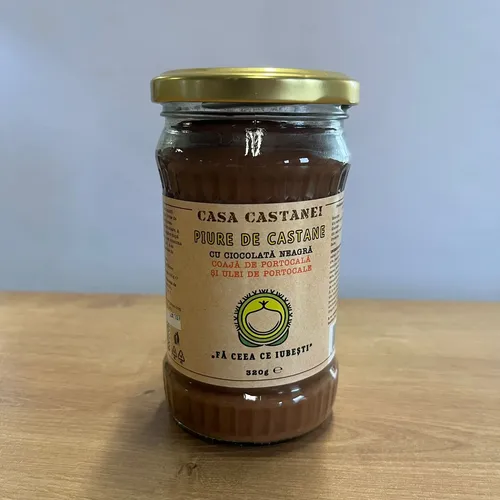 CASA CASTANEI
PIURE DE CASTANE
CU CIOCOLATĂ NEAGRĂ
COAJĂ DE PORTOCALĂ
ȘI ULEI DE PORTOCALE
„FĂ CEEA CE IUBEȘTI"
320g ℮